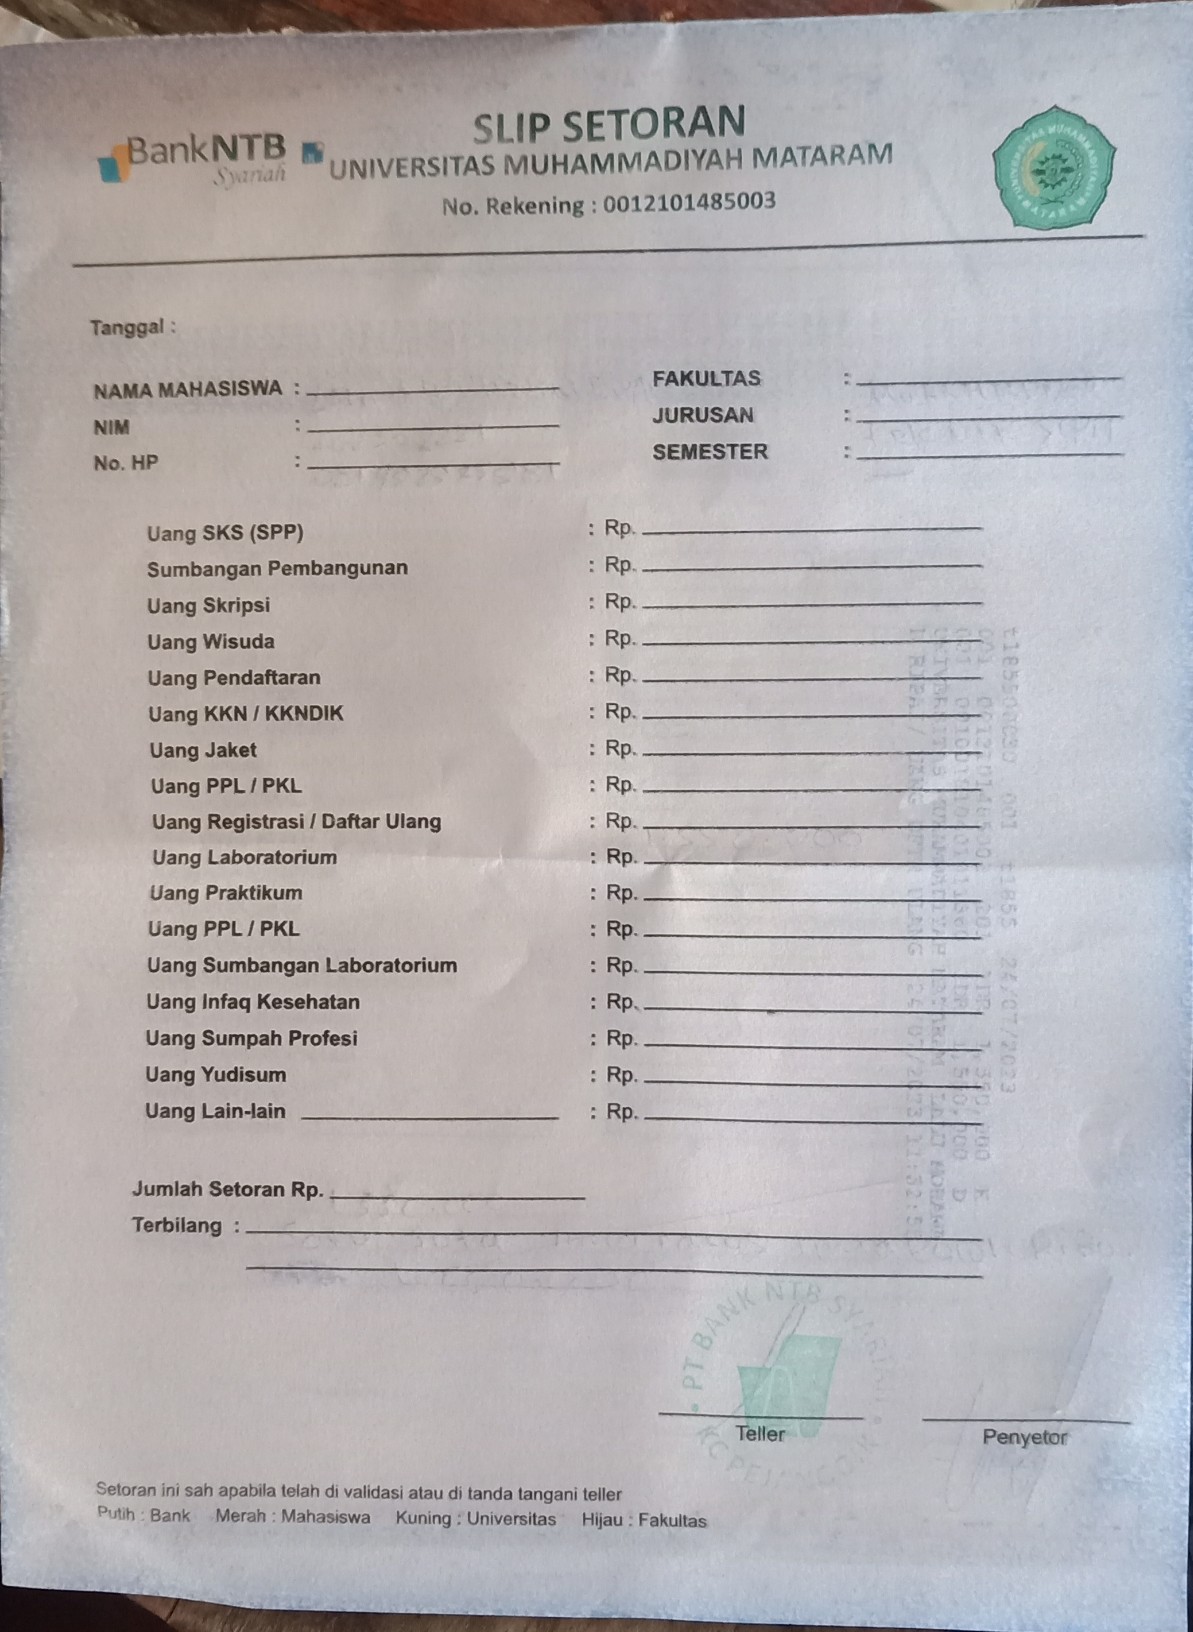 BankNTB
Syariah
SLIP SETORAN
UNIVERSITAS MUHAMMADIYAH MATARAM
No. Rekening : 0012101485003
Tanggal :
NAMA MAHASISWA :
FAKULTAS :
NIM :
JURUSAN :
No. HP :
SEMESTER :
Uang SKS (SPP) : Rp.
Sumbangan Pembangunan : Rp.
Uang Skripsi : Rp.
Uang Wisuda : Rp.
Uang Pendaftaran : Rp.
Uang KKN / KKNDIK : Rp.
Uang Jaket : Rp.
Uang PPL / PKL : Rp.
Uang Registrasi / Daftar Ulang : Rp.
Uang Laboratorium : Rp.
Uang Praktikum : Rp.
Uang PPL / PKL : Rp.
Uang Sumbangan Laboratorium : Rp.
Uang Infaq Kesehatan : Rp.
Uang Sumpah Profesi : Rp.
Uang Yudisum : Rp.
Uang Lain-lain : Rp.
Jumlah Setoran Rp.
Terbilang :
PT BANK NTB SYARIAH
Teller
Penyetor
Setoran ini sah apabila telah di validasi atau di tanda tangani teller
Putih : Bank Merah : Mahasiswa Kuning : Universitas Hijau : Fakultas